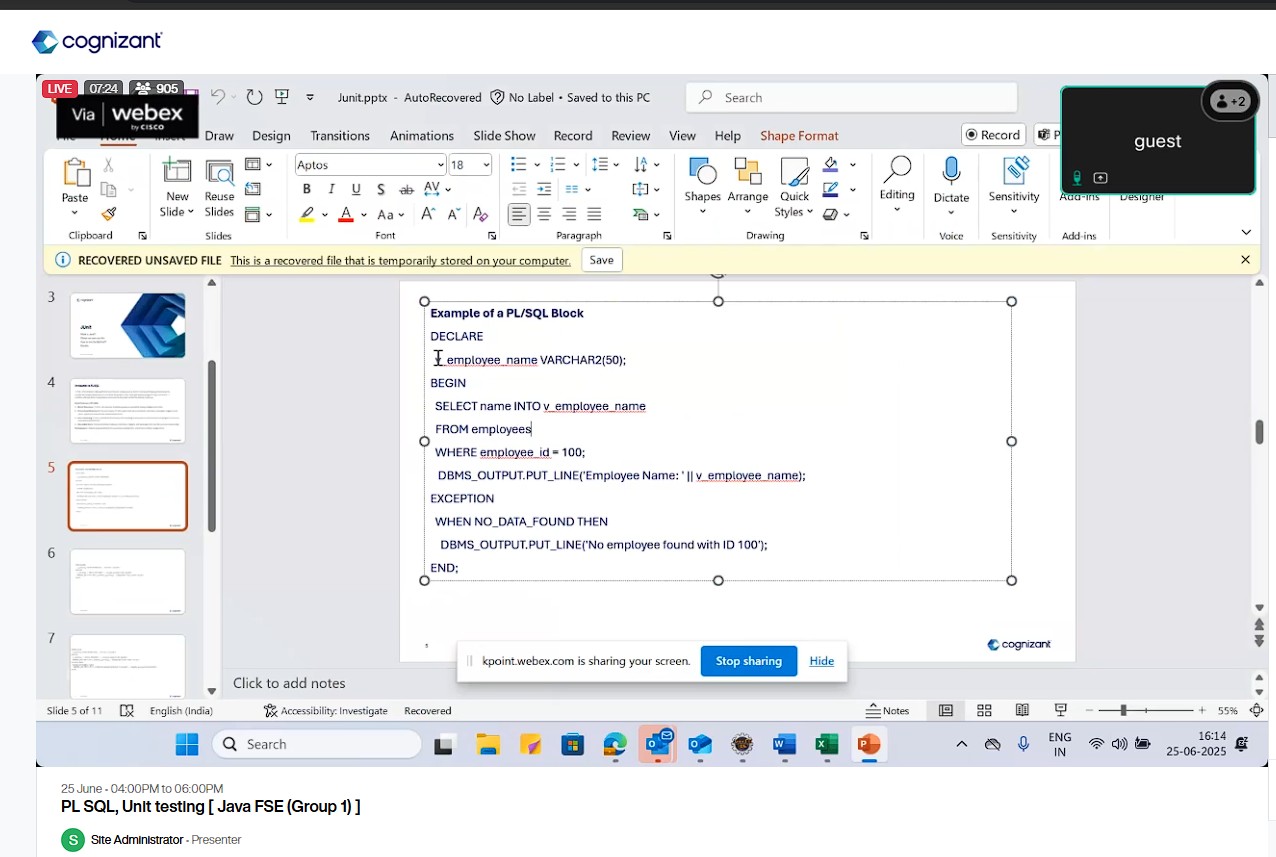 cognizant
LIVE 07:24 905
Via webex by CISCO
Junit.pptx - AutoRecovered No Label • Saved to this PC
Search
+2
guest
Home Insert Draw Design Transitions Animations Slide Show Record Review View Help Shape Format
Record
Paste
New Slide
Reuse Slides
Aptos 18
Shapes Arrange Quick Styles
Editing
Dictate
Sensitivity
Add-ins
Designer
Clipboard Slides Font Paragraph Drawing Voice Sensitivity Add-ins
RECOVERED UNSAVED FILE This is a recovered file that is temporarily stored on your computer. Save
3
4
5
6
7
Example of a PL/SQL Block
DECLARE
_employee_name VARCHAR2(50);
BEGIN
SELECT name INTO v_employee_name
FROM employees
WHERE employee_id = 100;
DBMS_OUTPUT.PUT_LINE('Employee Name: ' || v_employee_name);
EXCEPTION
WHEN NO_DATA_FOUND THEN
DBMS_OUTPUT.PUT_LINE('No employee found with ID 100');
END;
cognizant
kpoint.webex.com is sharing your screen. Stop sharing Hide
Click to add notes
Slide 5 of 11 English (India) Accessibility: Investigate Recovered Notes 55%
Search
ENG
IN
16:14
25-06-2025
25 June • 04:00PM to 06:00PM
PL SQL, Unit testing [ Java FSE (Group 1) ]
S Site Administrator • Presenter